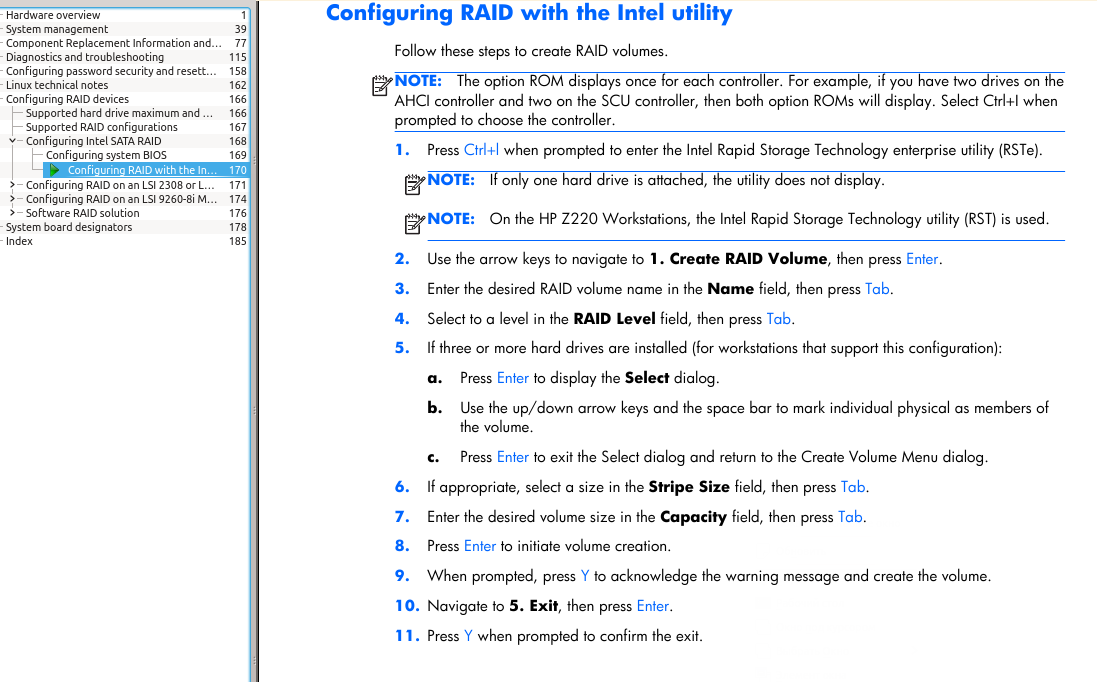 Hardware overview 1
System management 39
Component Replacement Information and... 77
Diagnostics and troubleshooting 115
Configuring password security and resett... 158
Linux technical notes 162
Configuring RAID devices 166
Supported hard drive maximum and ... 166
Supported RAID configurations 167
Configuring Intel SATA RAID 168
Configuring system BIOS 169
Configuring RAID with the In... 170
Configuring RAID on an LSI 2308 or L... 171
Configuring RAID on an LSI 9260-8i M... 174
Software RAID solution 176
System board designators 178
Index 185
Configuring RAID with the Intel utility
Follow these steps to create RAID volumes.
NOTE: The option ROM displays once for each controller. For example, if you have two drives on the
AHCI controller and two on the SCU controller, then both option ROMs will display. Select Ctrl+I when
prompted to choose the controller.
1. Press Ctrl+I when prompted to enter the Intel Rapid Storage Technology enterprise utility (RSTe).
NOTE: If only one hard drive is attached, the utility does not display.
NOTE: On the HP Z220 Workstations, the Intel Rapid Storage Technology utility (RST) is used.
2. Use the arrow keys to navigate to 1. Create RAID Volume, then press Enter.
3. Enter the desired RAID volume name in the Name field, then press Tab.
4. Select to a level in the RAID Level field, then press Tab.
5. If three or more hard drives are installed (for workstations that support this configuration):
a. Press Enter to display the Select dialog.
b. Use the up/down arrow keys and the space bar to mark individual physical as members of
the volume.
c. Press Enter to exit the Select dialog and return to the Create Volume Menu dialog.
6. If appropriate, select a size in the Stripe Size field, then press Tab.
7. Enter the desired volume size in the Capacity field, then press Tab.
8. Press Enter to initiate volume creation.
9. When prompted, press Y to acknowledge the warning message and create the volume.
10. Navigate to 5. Exit, then press Enter.
11. Press Y when prompted to confirm the exit.